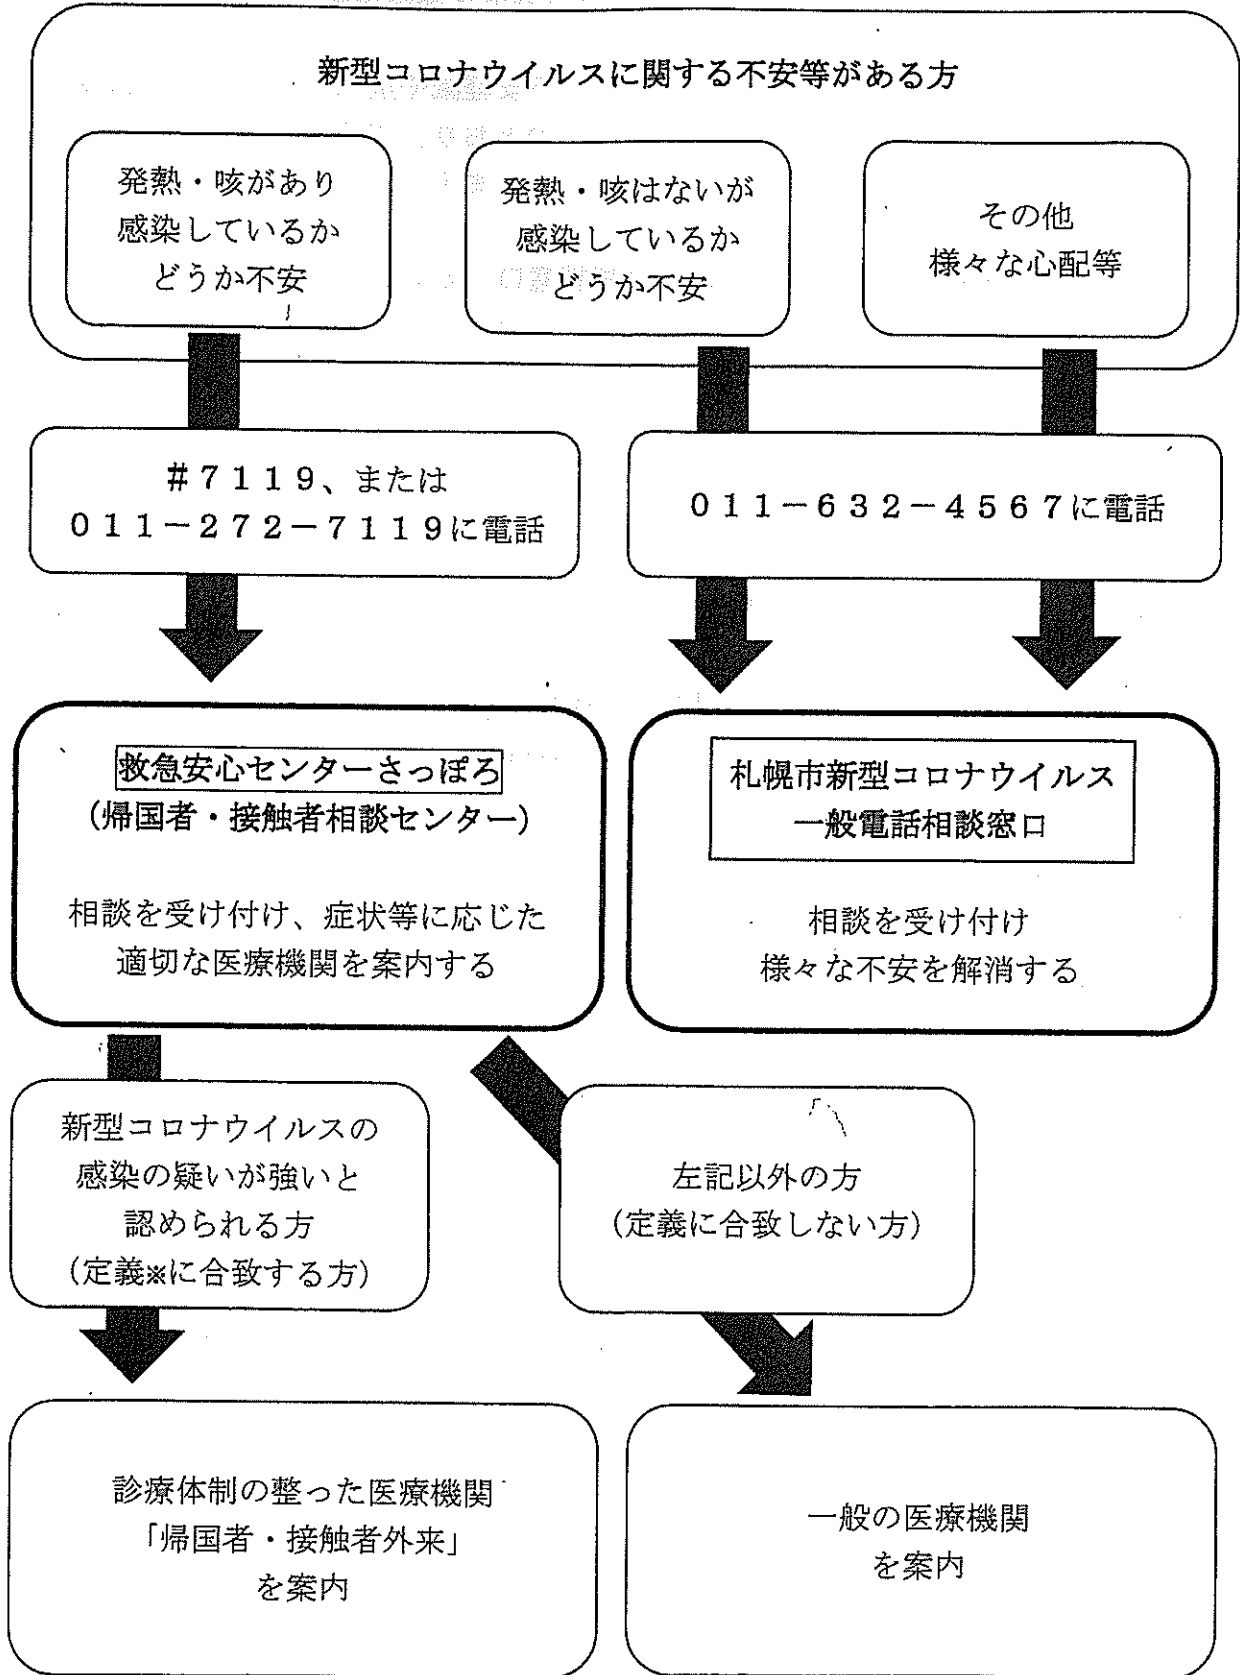 新型コロナウイルスに関する不安等がある方
発熱・咳があり
感染しているか
どうか不安
発熱・咳はないが
感染しているか
どうか不安
その他
様々な心配等
#7119、または
011-272-7119に電話
011-632-4567に電話
救急安心センターさっぽろ
(帰国者・接触者相談センター)
相談を受け付け、症状等に応じた
適切な医療機関を案内する
札幌市新型コロナウイルス
一般電話相談窓口
相談を受け付け
様々な不安を解消する
新型コロナウイルスの
感染の疑いが強いと
認められる方
(定義※に合致する方)
左記以外の方
(定義に合致しない方)
診療体制の整った医療機関
「帰国者・接触者外来」
を案内
一般の医療機関
を案内